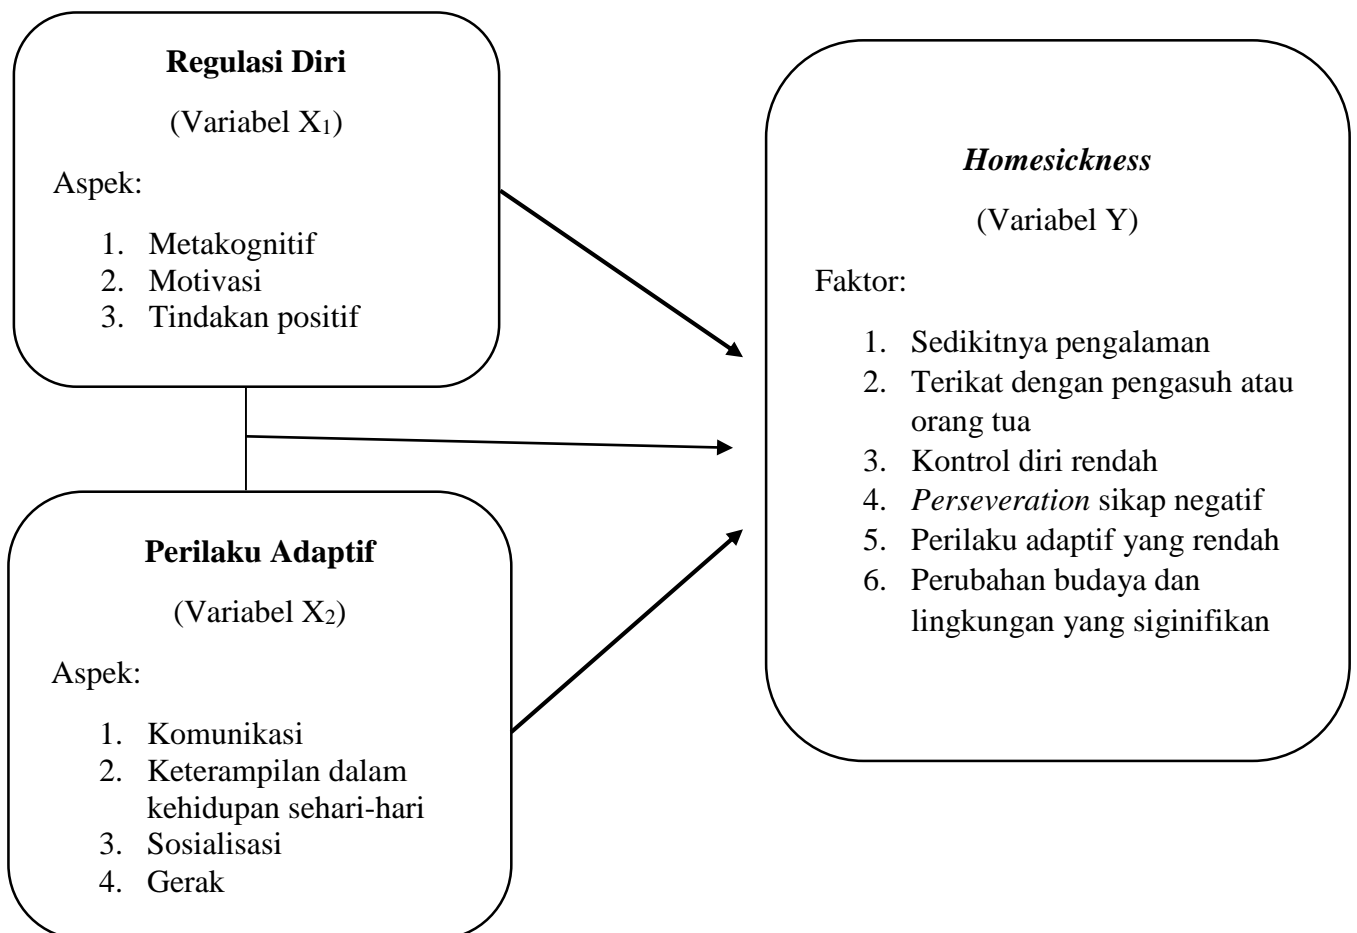 Regulasi Diri
(Variabel X₁)
Aspek:
1. Metakognitif
2. Motivasi
3. Tindakan positif
Perilaku Adaptif
(Variabel X₂)
Aspek:
1. Komunikasi
2. Keterampilan dalam
kehidupan sehari-hari
3. Sosialisasi
4. Gerak
Homesickness
(Variabel Y)
Faktor:
1. Sedikitnya pengalaman
2. Terikat dengan pengasuh atau
orang tua
3. Kontrol diri rendah
4. Perseveration sikap negatif
5. Perilaku adaptif yang rendah
6. Perubahan budaya dan
lingkungan yang siginifikan